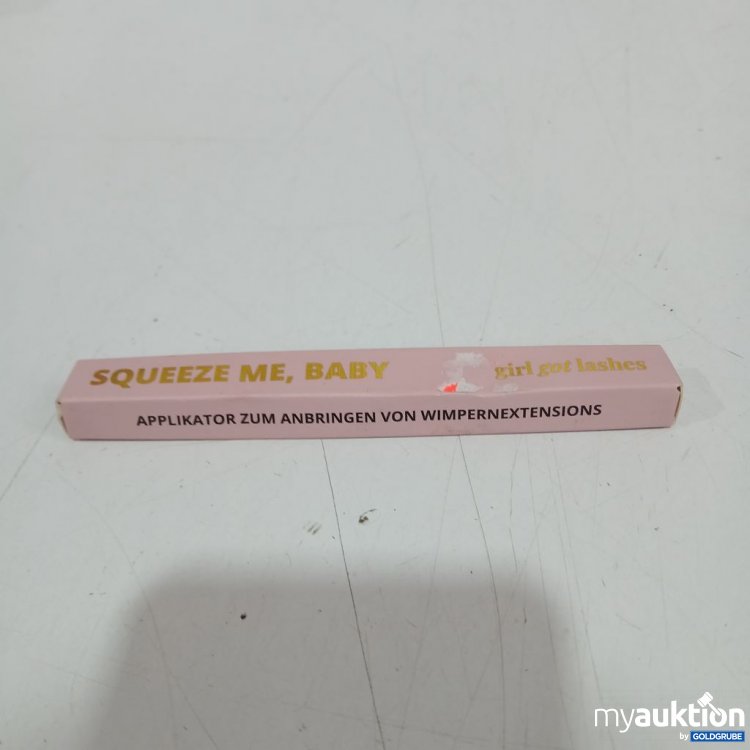 SQUEEZE ME, BABY
girl got lashes
APPLIKATOR ZUM ANBRINGEN VON WIMPERNEXTENSIONS
myauktion
by GOLDGRUBE